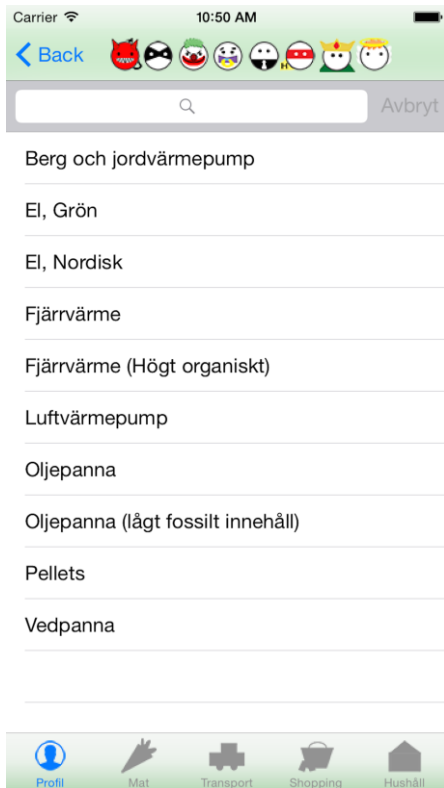 Carrier 10:50 AM
Back H
Avbryt
Berg och jordvärmepump
El, Grön
El, Nordisk
Fjärrvärme
Fjärrvärme (Högt organiskt)
Luftvärmepump
Oljepanna
Oljepanna (lågt fossilt innehåll)
Pellets
Vedpanna
Profil Mat Transport Shopping Hushåll